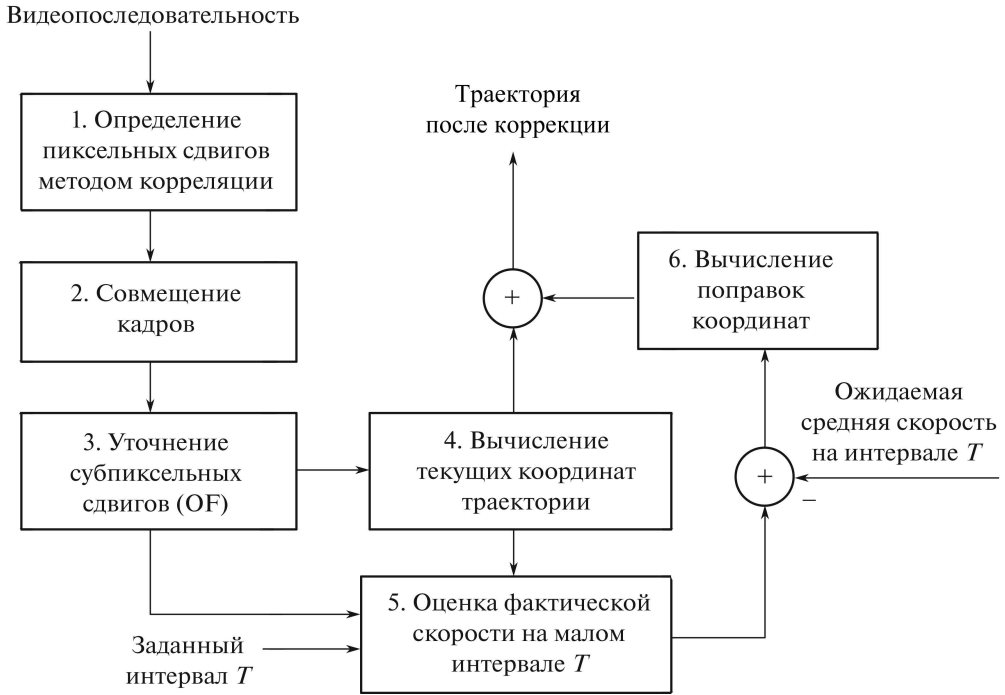 Видеопоследовательность
1. Определение
пиксельных сдвигов
методом корреляции
2. Совмещение
кадров
3. Уточнение
субпиксельных
сдвигов (OF)
4. Вычисление
текущих координат
траектории
Траектория
после коррекции
+
6. Вычисление
поправок
координат
Ожидаемая
средняя скорость
на интервале T
+
−
5. Оценка фактической
скорости на малом
интервале T
Заданный
интервал T